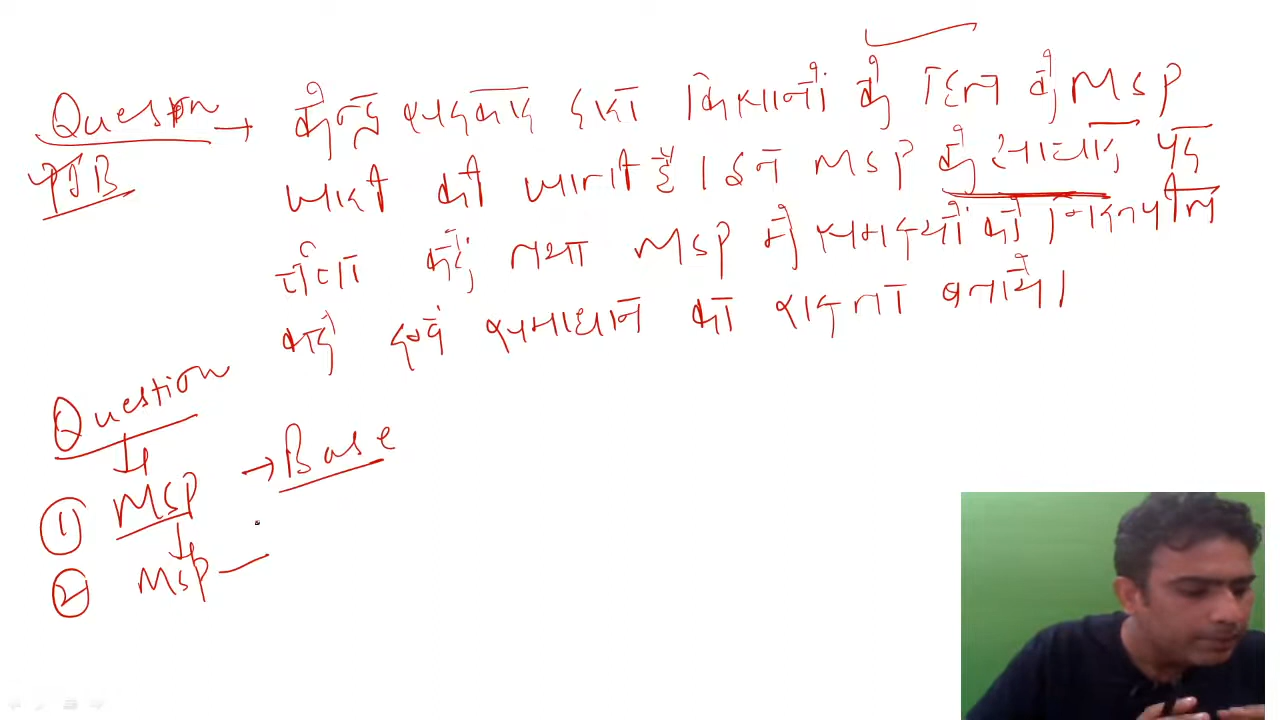 Question → केन्द्र सरकार द्वारा किसानों के हित में MSP
PIB जारी की जाती है। इन MSP के आधार पर
चर्चा करें तथा MSP में समस्यों को
करें एवं समाधान का रास्ता बतायें।
Question
① MSP → Base
② MSP —